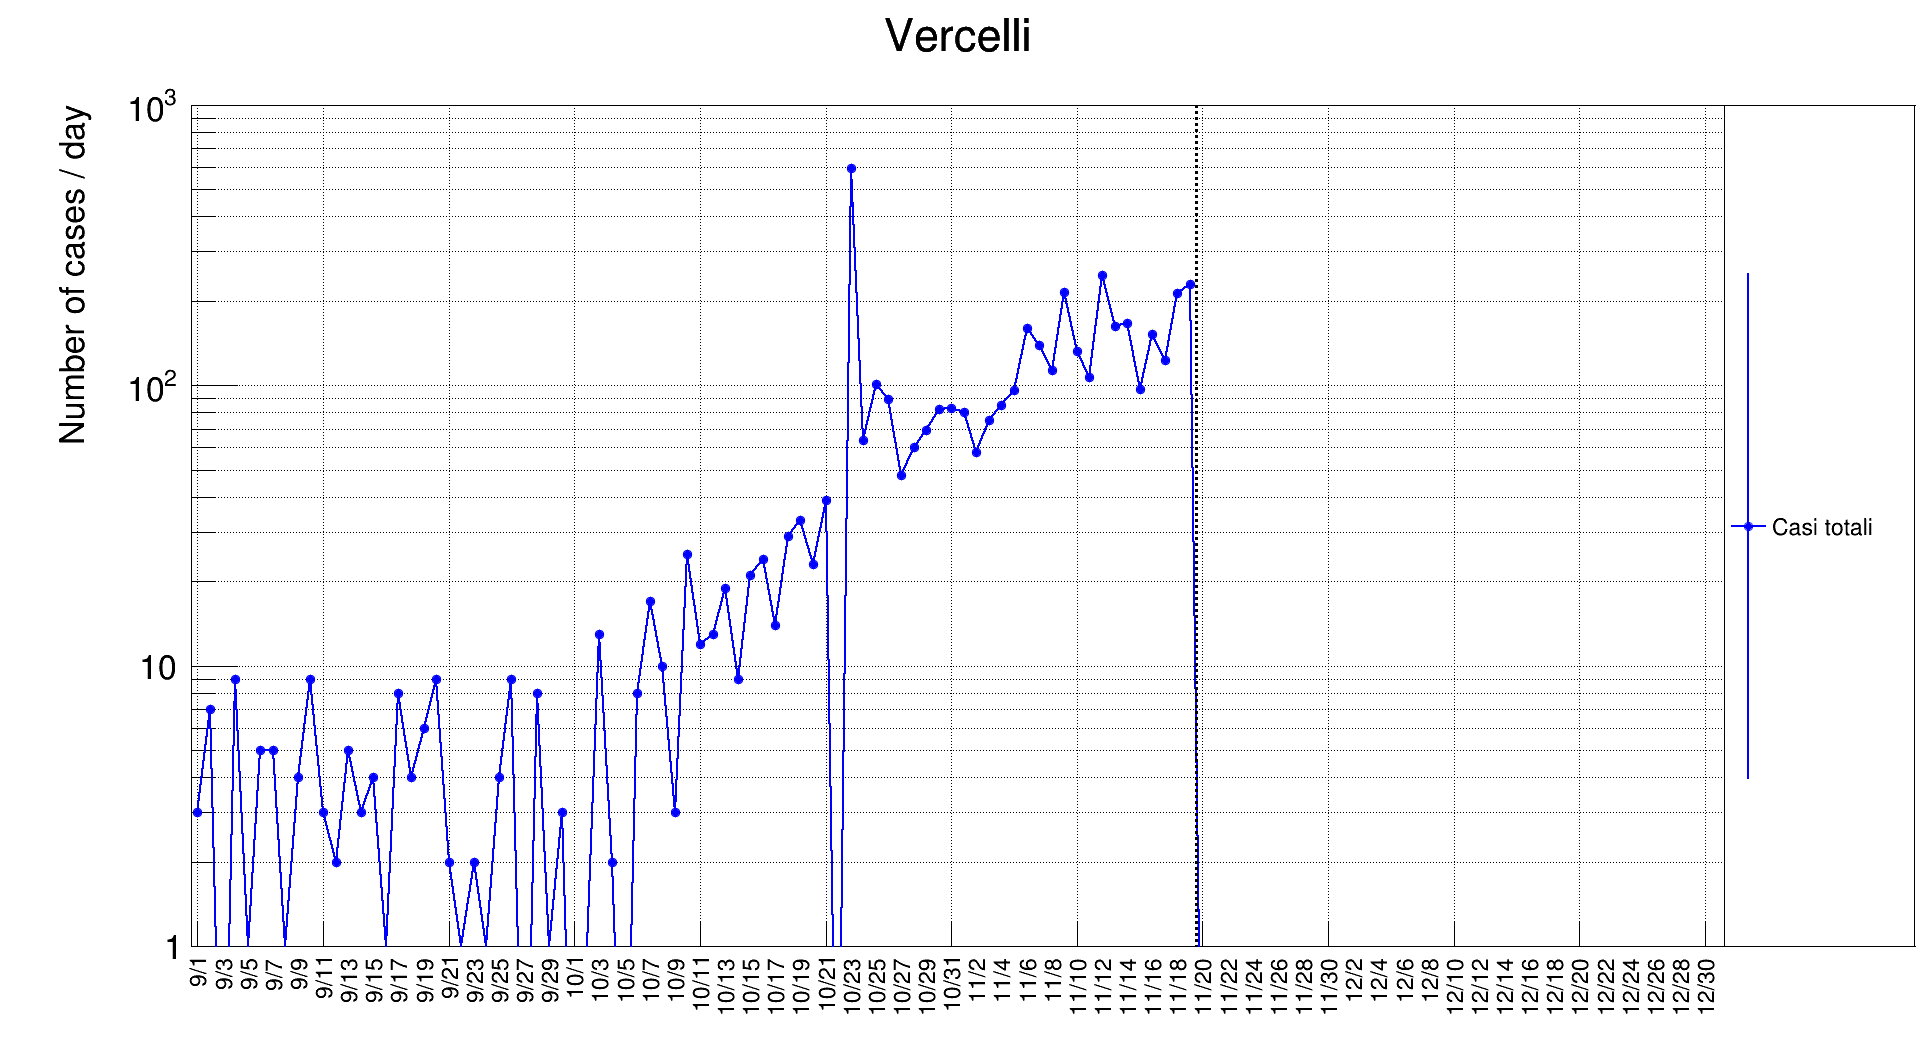 Vercelli
Number of cases / day
10³
10²
10
1
9/1 9/3 9/5 9/7 9/9 9/11 9/13 9/15 9/17 9/19 9/21 9/23 9/25 9/27 9/29 10/1 10/3 10/5 10/7 10/9 10/11 10/13 10/15 10/17 10/19 10/21 10/23 10/25 10/27 10/29 10/31 11/2 11/4 11/6 11/8 11/10 11/12 11/14 11/16 11/18 11/20 11/22 11/24 11/26 11/28 11/30 12/2 12/4 12/6 12/8 12/10 12/12 12/14 12/16 12/18 12/20 12/22 12/24 12/26 12/28 12/30
Casi totali